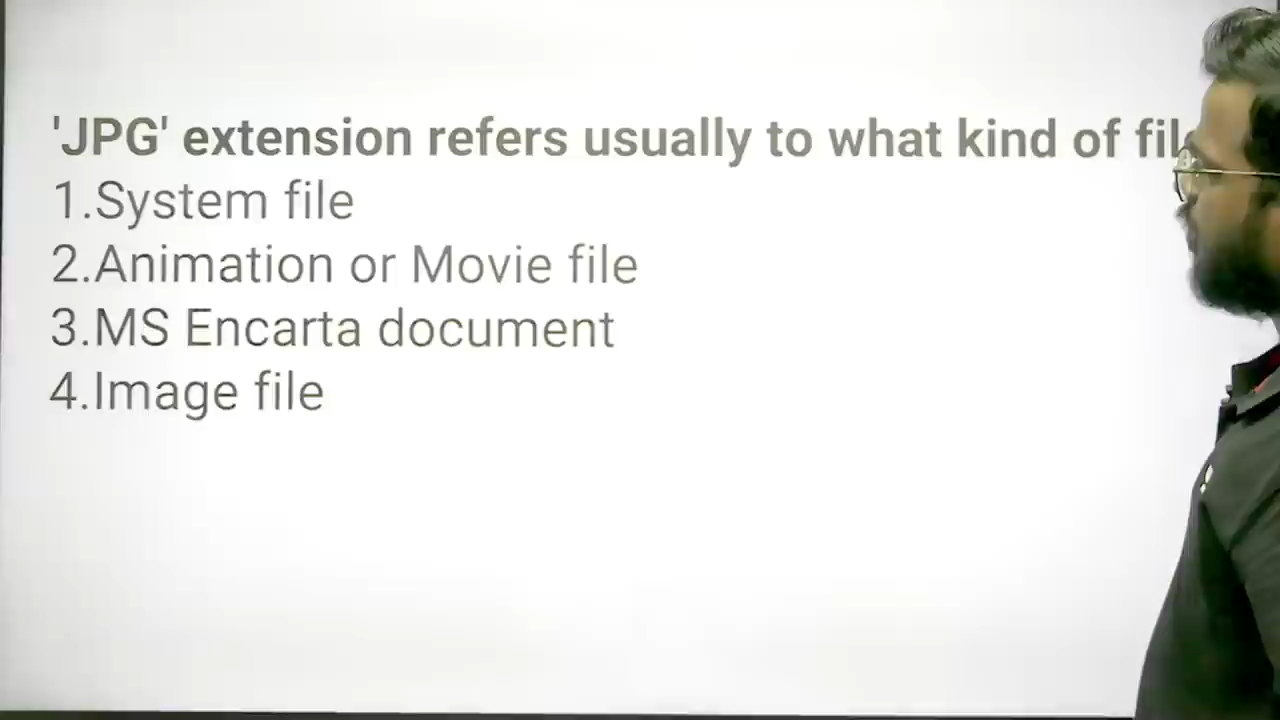 'JPG' extension refers usually to what kind of
1.System file
2.Animation or Movie file
3.MS Encarta document
4.Image file